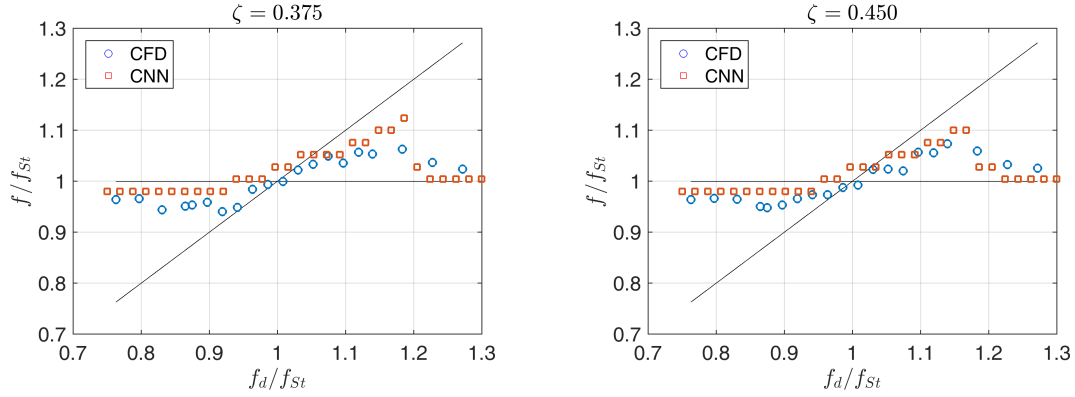 ζ = 0.375
1.3
1.2
1.1
1
0.9
0.8
0.7
f/f_St
CFD
CNN
0.7 0.8 0.9 1 1.1 1.2 1.3
f_d/f_St
ζ = 0.450
1.3
1.2
1.1
1
0.9
0.8
0.7
f/f_St
CFD
CNN
0.7 0.8 0.9 1 1.1 1.2 1.3
f_d/f_St